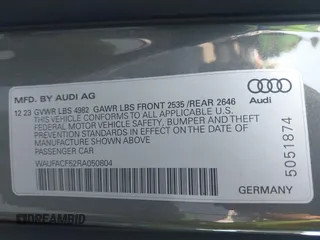 MFD. BY AUDI AG
12 23 GVWR LBS 4982 GAWR LBS FRONT 2535 /REAR 2646
THIS VEHICLE CONFORMS TO ALL APPLICABLE U.S.
FEDERAL MOTOR VEHICLE SAFETY, BUMPER AND THEFT
PREVENTION STANDARDS IN EFFECT ON THE DATE OF
MANUFACTURE SHOWN ABOVE
PASSENGER CAR
WAUFACF52RA050804
Audi
5051874
GERMANY
DREAMBID